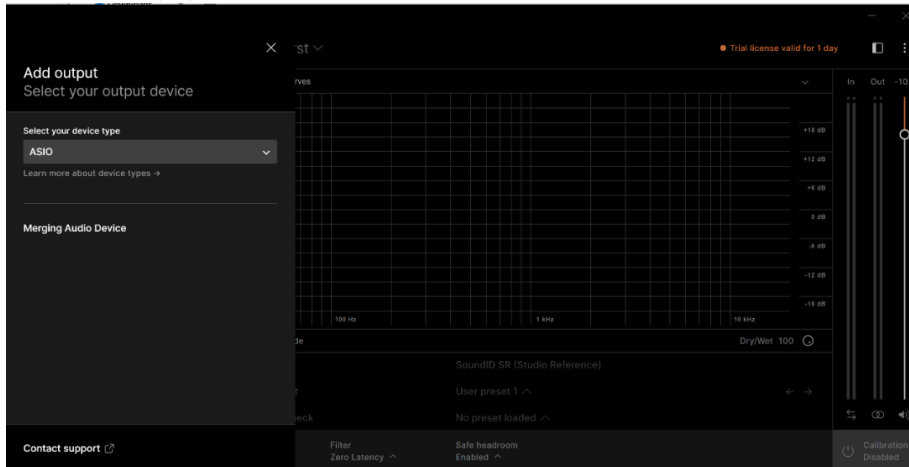 rst
Trial license valid for 1 day
Add output
Select your output device
rves
In Out -10.
Select your device type
+18 dB
ASIO
+12 dB
Learn more about device types →
+6 dB
0 dB
Merging Audio Device
-6 dB
-12 dB
-18 dB
100 Hz 1 kHz 10 kHz
de
Dry/Wet 100
SoundID SR (Studio Reference)
t
User preset 1
eck
No preset loaded
Contact support
Filter
Zero Latency
Safe headroom
Enabled
Calibration
Disabled